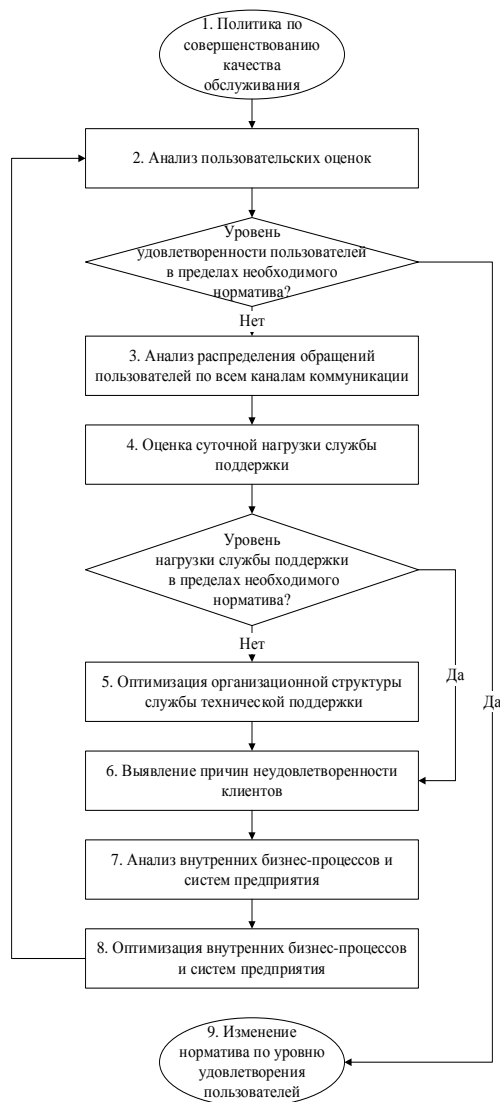 1. Политика по
совершенствованию
качества
обслуживания
2. Анализ пользовательских оценок
Уровень
удовлетворенности пользователей
в пределах необходимого
норматива?
Нет
3. Анализ распределения обращений
пользователей по всем каналам коммуникации
4. Оценка суточной нагрузки службы
поддержки
Уровень
нагрузки службы поддержки
в пределах необходимого
норматива?
Нет
5. Оптимизация организационной структуры
службы технической поддержки
Да
Да
6. Выявление причин неудовлетворенности
клиентов
7. Анализ внутренних бизнес-процессов и
систем предприятия
8. Оптимизация внутренних бизнес-процессов
и систем предприятия
9. Изменение
норматива по уровню
удовлетворения
пользователей